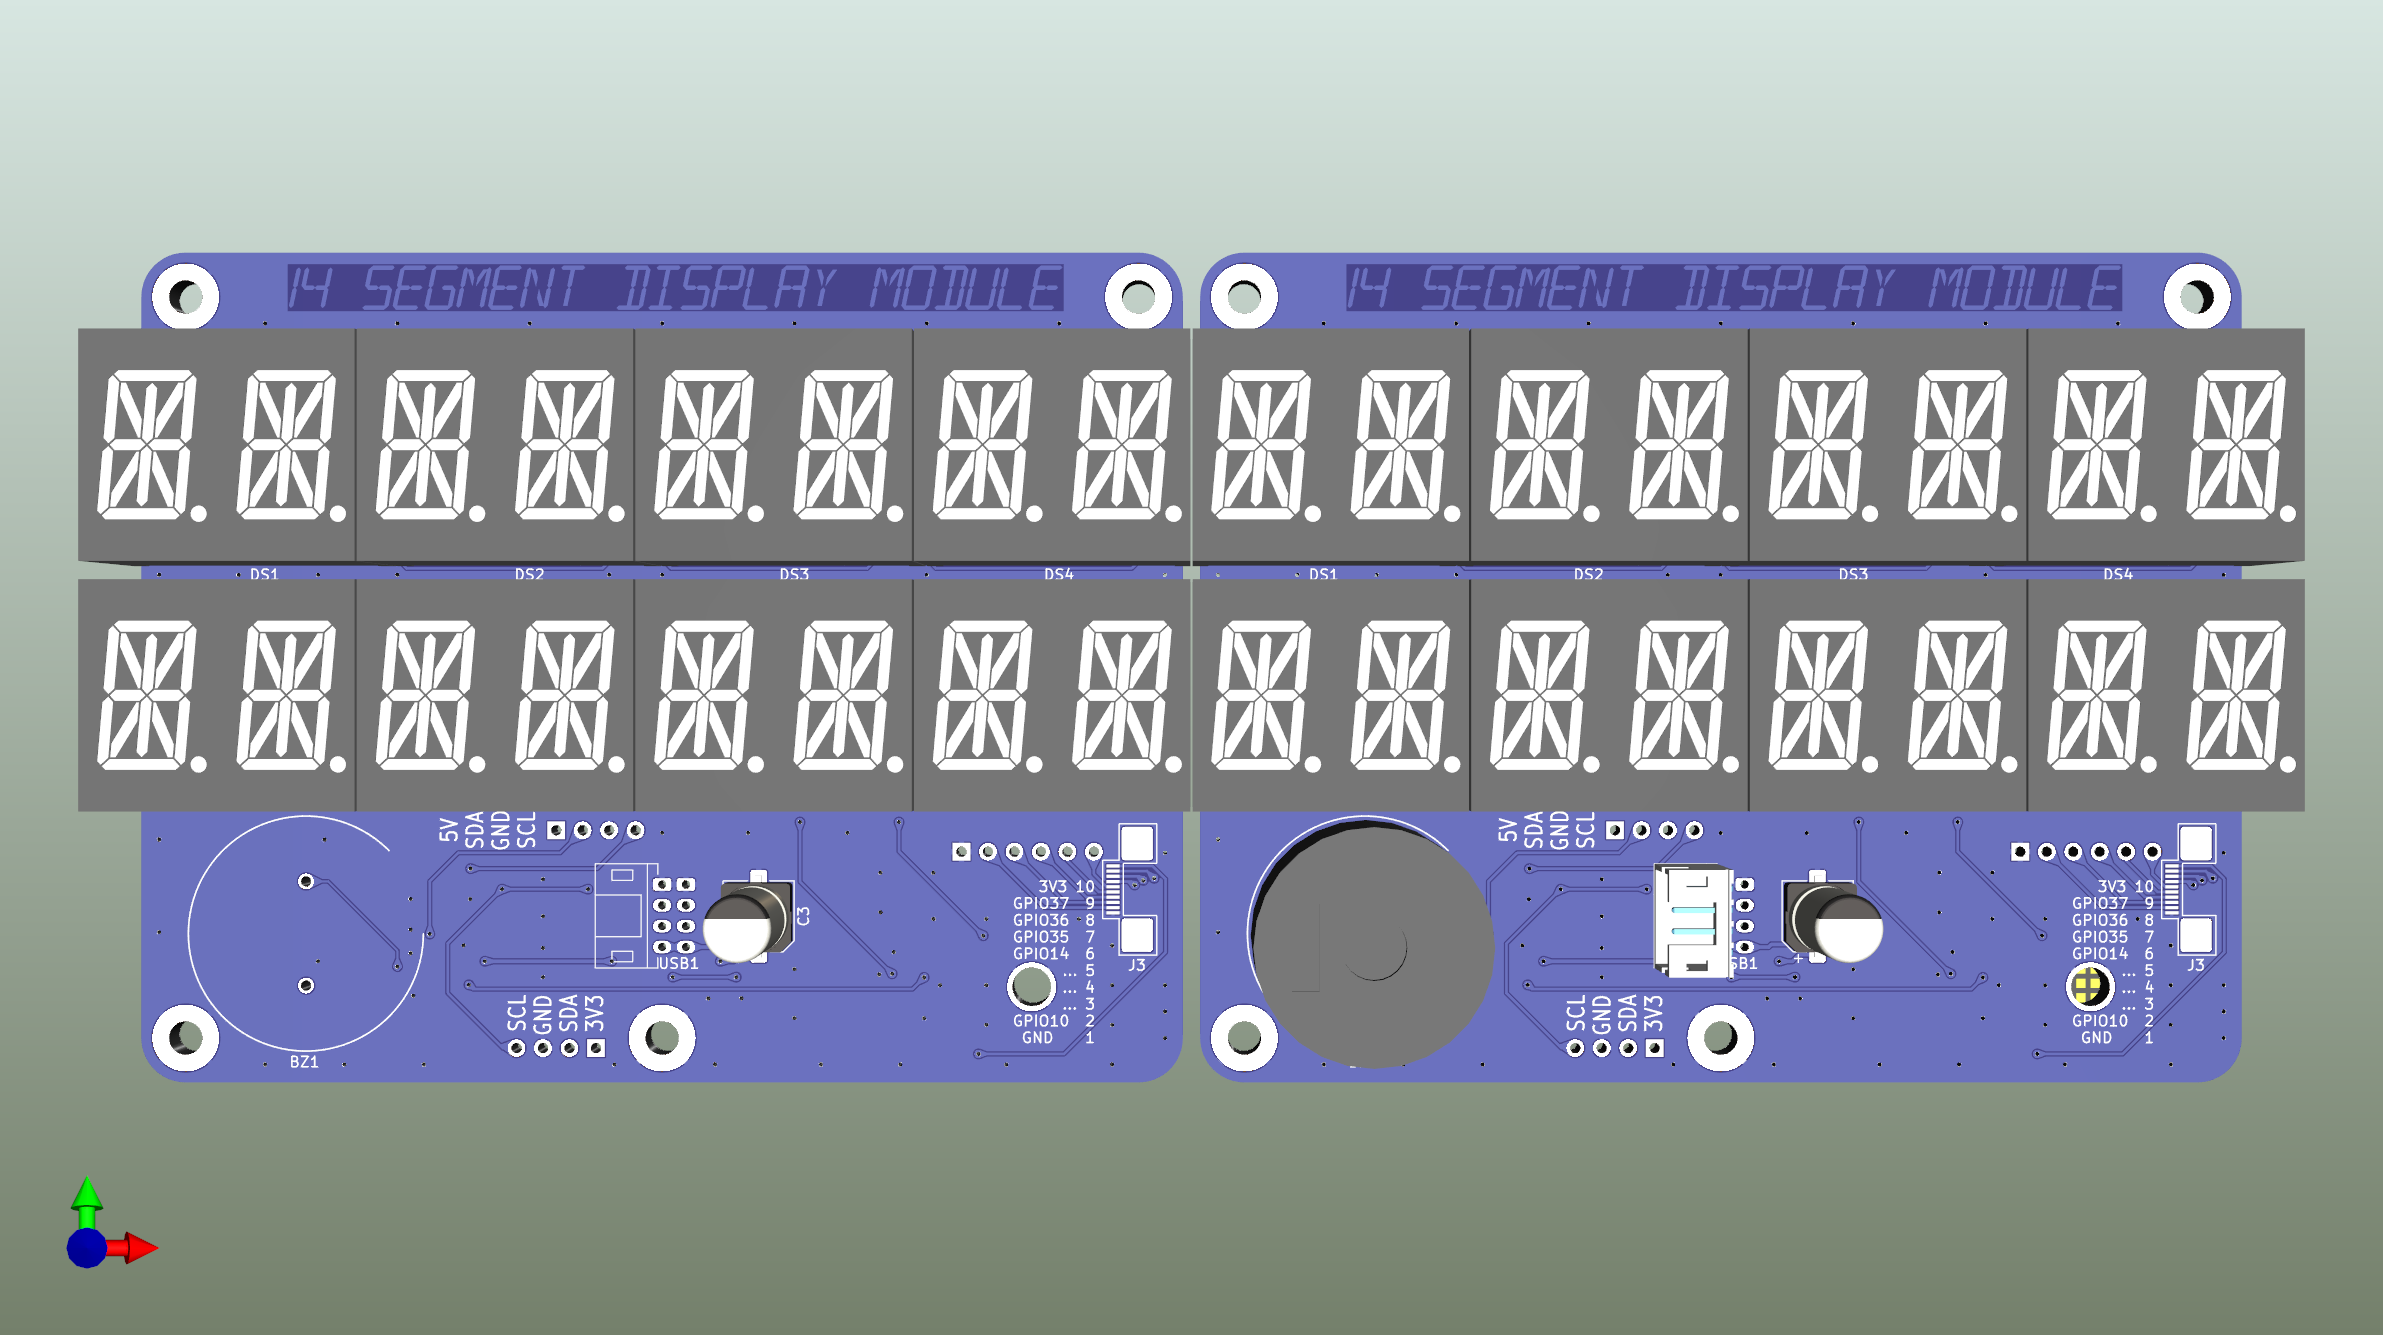 14 SEGMENT DISPLAY MODULE
14 SEGMENT DISPLAY MODULE
DS1 DS2 DS3 DS4
DS1 DS2 DS3 DS4
5V
SDA
GND
SCL
3V3 10
GPIO37 9
GPIO36 8
GPIO35 7
GPIO14 6
... 5
... 4
... 3
GPIO10 2
GND 1
J3
C3
USB1
SCL
GND
SDA
3V3
BZ1
5V
SDA
GND
SCL
3V3 10
GPIO37 9
GPIO36 8
GPIO35 7
GPIO14 6
... 5
... 4
... 3
GPIO10 2
GND 1
J3
SB1
+
SCL
GND
SDA
3V3